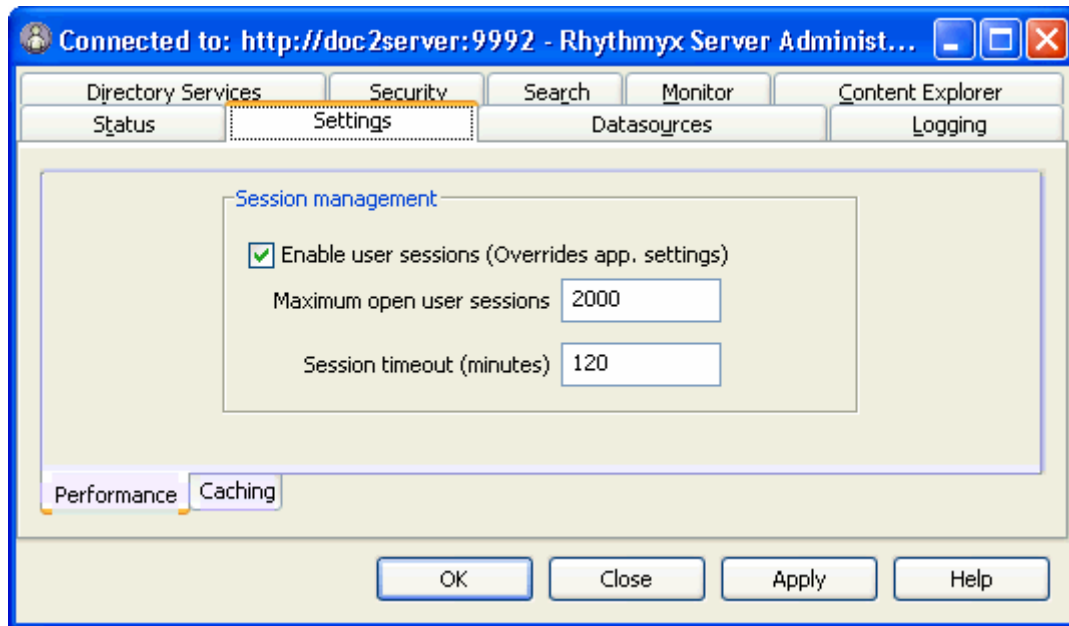 Connected to: http://doc2server:9992 - Rhythmyx Server Administ...
Directory Services Security Search Monitor Content Explorer
Status Settings Datasources Logging
Session management
Enable user sessions (Overrides app. settings)
Maximum open user sessions 2000
Session timeout (minutes) 120
Performance Caching
OK Close Apply Help